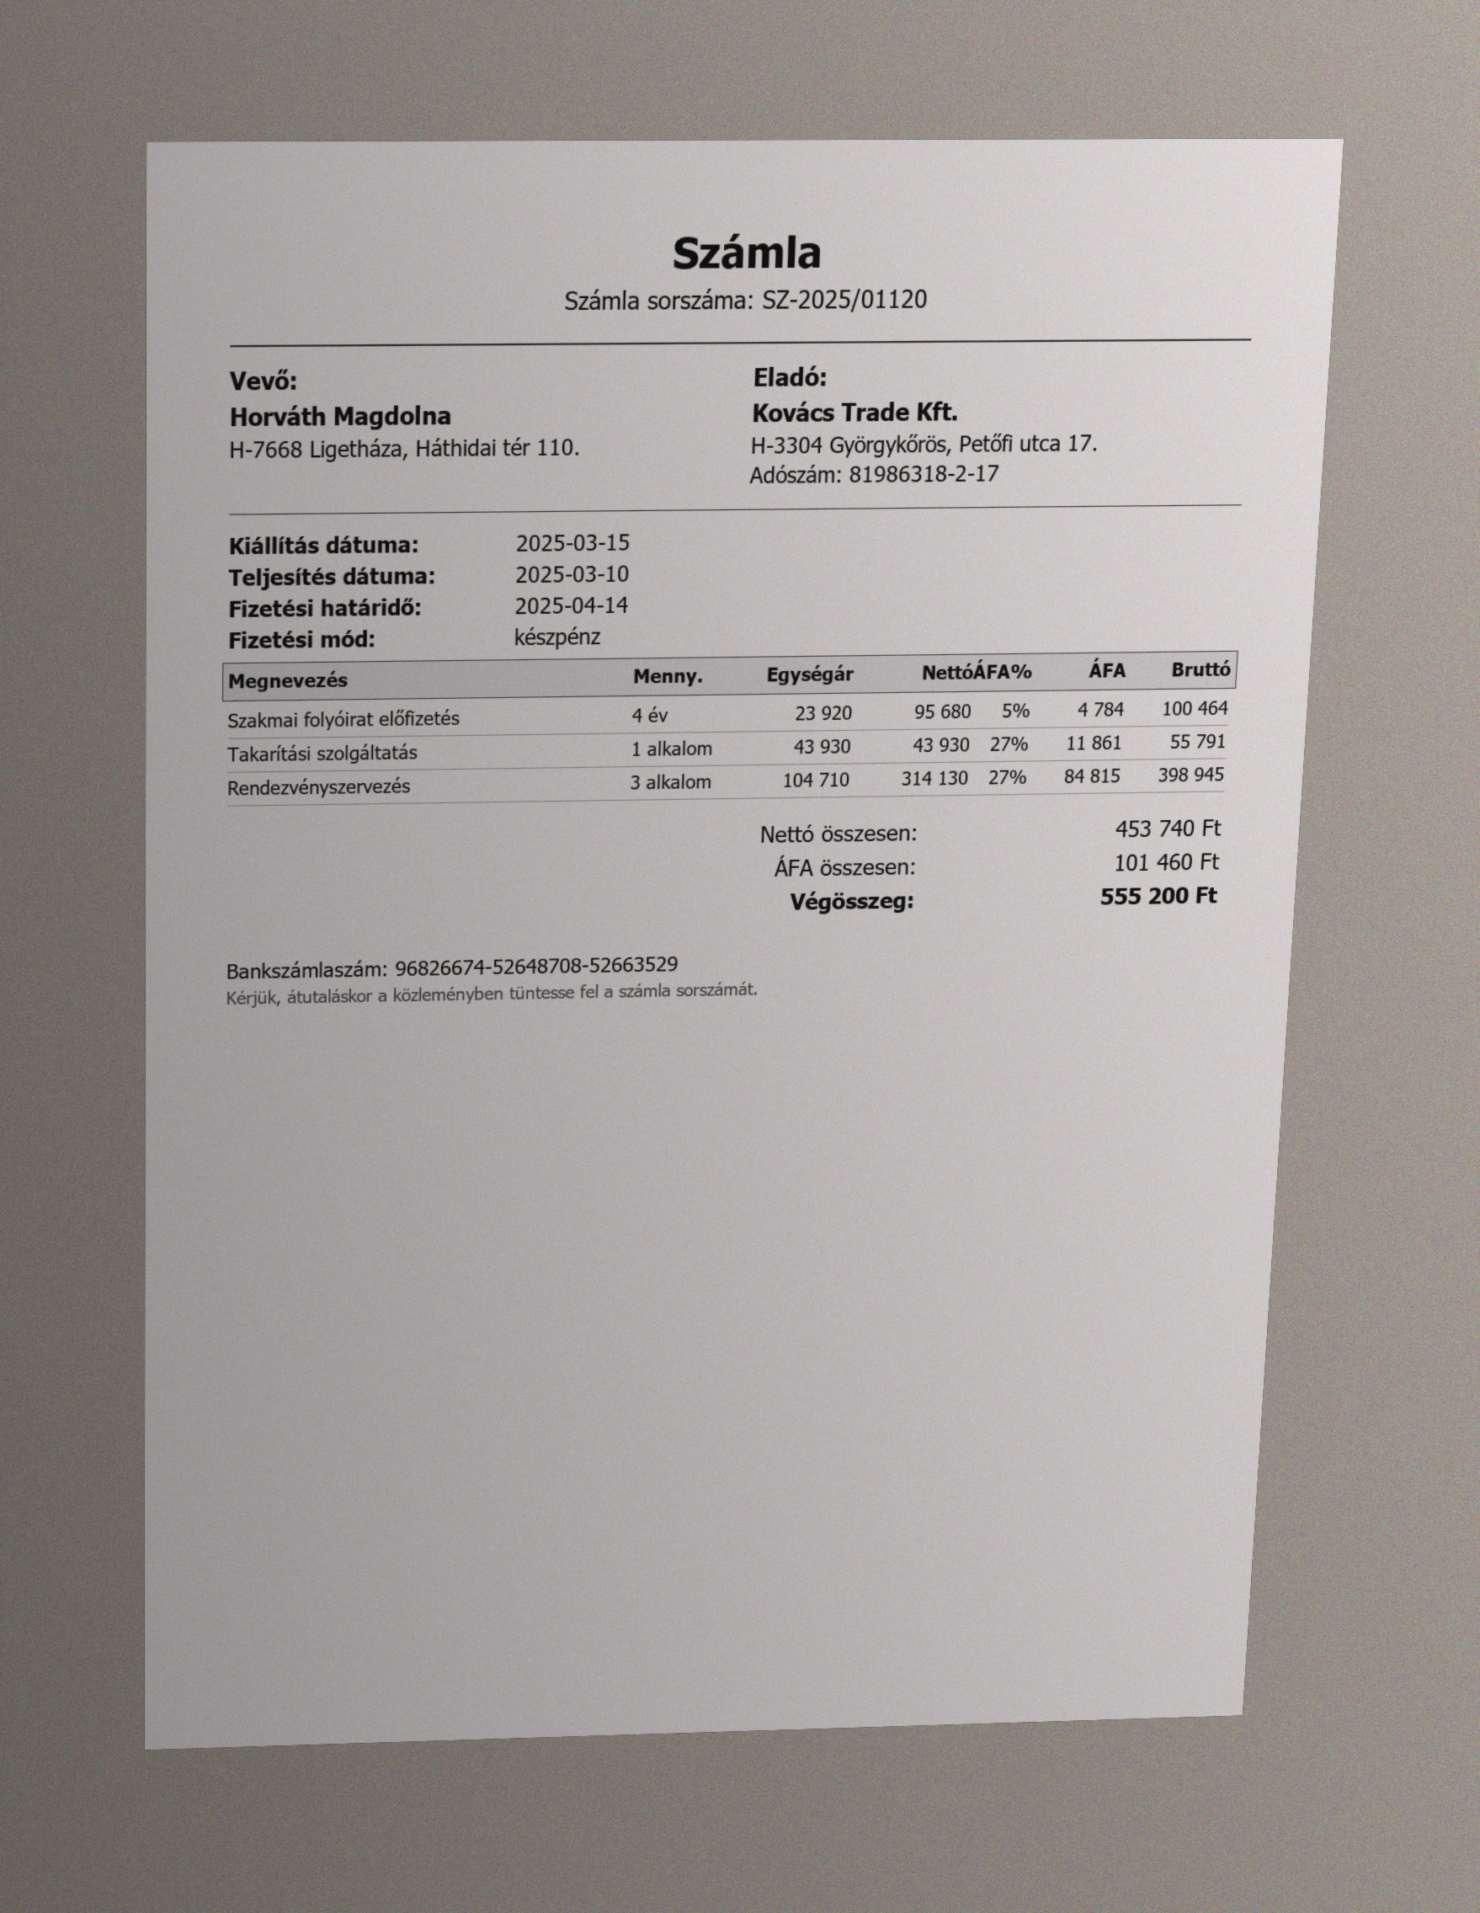 Számla
Számla sorszáma: SZ-2025/01120
Vevő:
Horváth Magdolna
H-7668 Ligetháza, Háthidai tér 110.
Eladó:
Kovács Trade Kft.
H-3304 Györgykőrös, Petőfi utca 17.
Adószám: 81986318-2-17
Kiállítás dátuma: 2025-03-15
Teljesítés dátuma: 2025-03-10
Fizetési határidő: 2025-04-14
Fizetési mód: készpénz
Megnevezés Menny. Egységár Nettó ÁFA% ÁFA Bruttó
Szakmai folyóirat előfizetés 4 év 23 920 95 680 5% 4 784 100 464
Takarítási szolgáltatás 1 alkalom 43 930 43 930 27% 11 861 55 791
Rendezvényszervezés 3 alkalom 104 710 314 130 27% 84 815 398 945
Nettó összesen: 453 740 Ft
ÁFA összesen: 101 460 Ft
Végösszeg: 555 200 Ft
Bankszámlaszám: 96826674-52648708-52663529
Kérjük, átutaláskor a közleményben tüntesse fel a számla sorszámát.